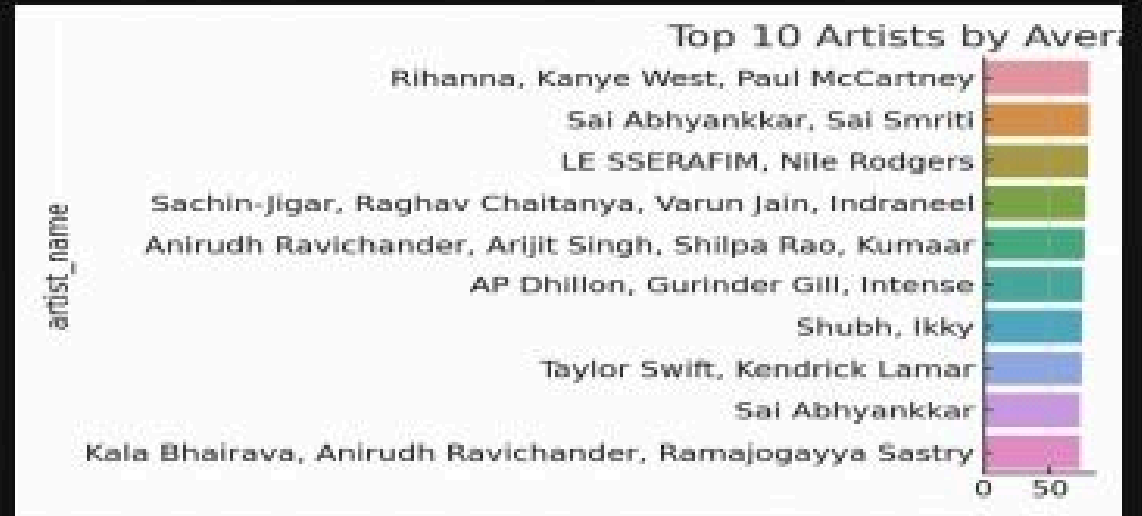 Top 10 Artists by Avera
Rihanna, Kanye West, Paul McCartney
Sai Abhyankkar, Sai Smriti
LE SSERAFIM, Nile Rodgers
Sachin-Jigar, Raghav Chaitanya, Varun Jain, Indraneel
Anirudh Ravichander, Arijit Singh, Shilpa Rao, Kumaar
AP Dhillon, Gurinder Gill, Intense
Shubh, Ikky
Taylor Swift, Kendrick Lamar
Sai Abhyankkar
Kala Bhairava, Anirudh Ravichander, Ramajogayya Sastry
artist_name
0 50